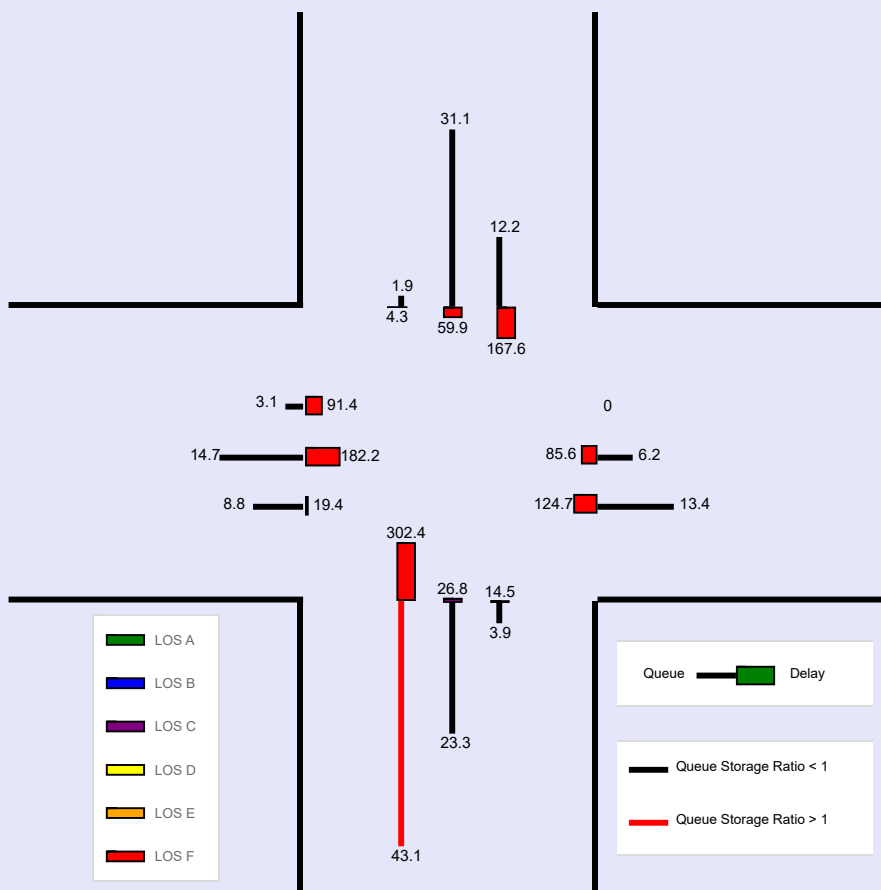 31.1
12.2
1.9
4.3
59.9
167.6
3.1
91.4
0
14.7
182.2
85.6
6.2
8.8
19.4
124.7
13.4
302.4
26.8
14.5
3.9
23.3
43.1
LOS A
LOS B
LOS C
LOS D
LOS E
LOS F
Queue
Delay
Queue Storage Ratio < 1
Queue Storage Ratio > 1